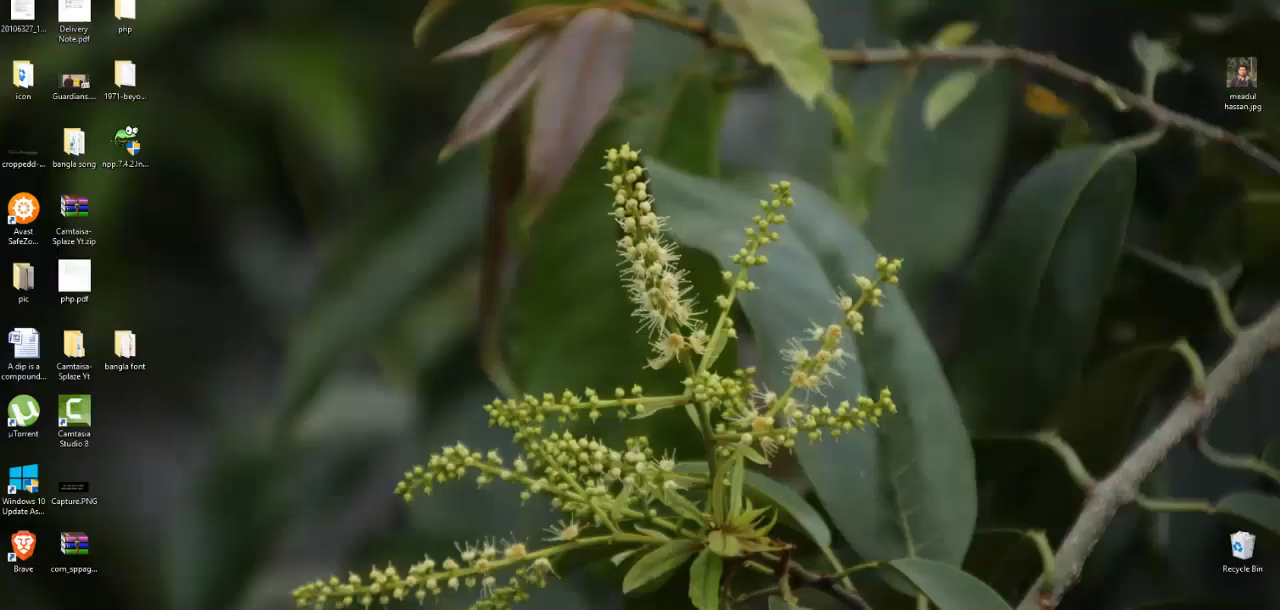 20106327_1...
Delivery
Note.pdf
php
icon
Guardians....
1971-beyo...
croppedd-...
bangla song
npp.7.4.2.In...
Avast
SafeZo...
Camtaisa-
Splaze Yt.zip
pic
php.pdf
A dip is a
compound...
Camtaisa-
Splaze Yt
bangla font
µTorrent
Camtasia
Studio 8
Windows 10
Update As...
Capture.PNG
Brave
com_sppag...
meadul
hassan.jpg
Recycle Bin